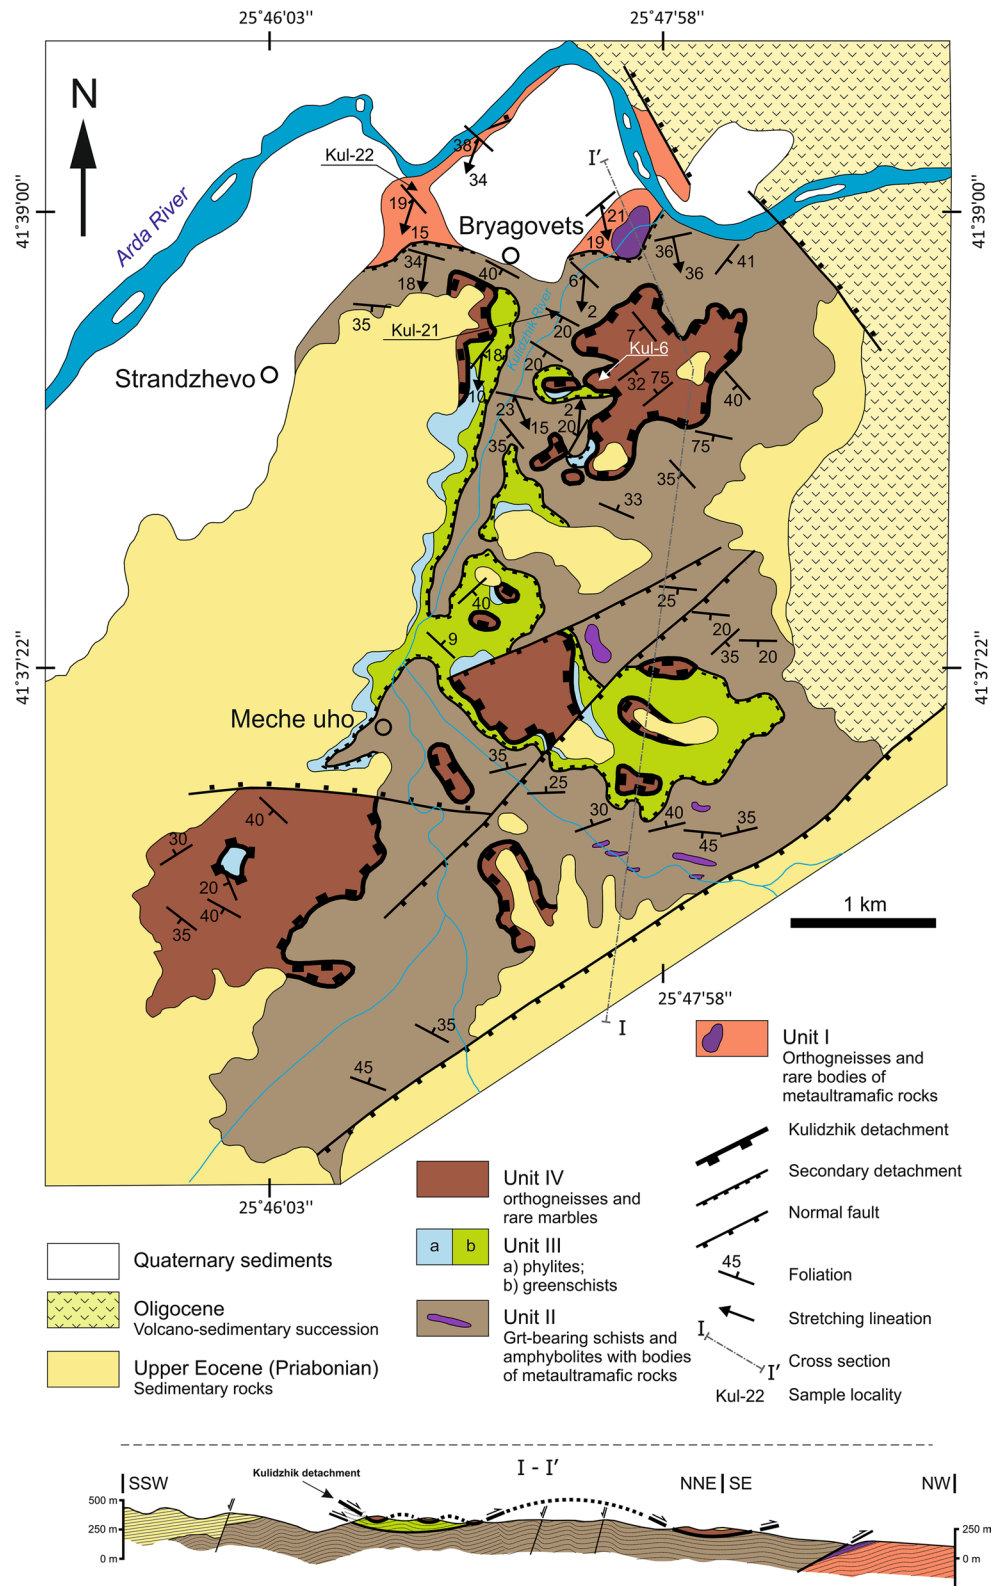 25˚46'03''
25˚47'58''
N
I'
Kul-22
38
34
Arda River
41˚39'00''
41˚39'00''
19
15
Bryagovets
21
19
36
36
41
34
18
40
6
2
35
Kul-21
20
Kulidzhik River
7
Kul-6
18
20
Strandzhevo
32
75
10
40
23
2
15
20
35
75
35
33
40
25
20
9
35
20
41˚37'22''
41˚37'22''
Meche uho
35
25
40
30
40
35
30
45
20
40
35
1 km
25˚47'58''
I
35
45
25˚46'03''
Unit I
Orthogneisses and
rare bodies of
metaultramafic rocks
Kulidzhik detachment
Secondary detachment
Normal fault
45
Foliation
Stretching lineation
I
I'
Cross section
Kul-22
Sample locality
Unit IV
orthogneisses and
rare marbles
a
b
Unit III
a) phylites;
b) greenschists
Unit II
Grt-bearing schists and
amphybolites with bodies
of metaultramafic rocks
Quaternary sediments
Oligocene
Volcano-sedimentary succession
Upper Eocene (Priabonian)
Sedimentary rocks
I - I'
SSW
Kulidzhik detachment
NNE
SE
NW
500 m
250 m
0 m
250 m
0 m